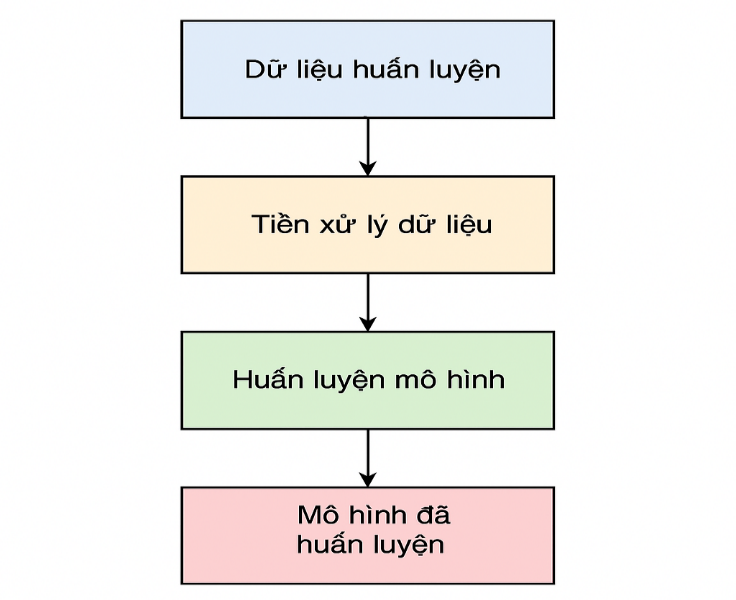 Dữ liệu huấn luyện
Tiền xử lý dữ liệu
Huấn luyện mô hình
Mô hình đã
huấn luyện